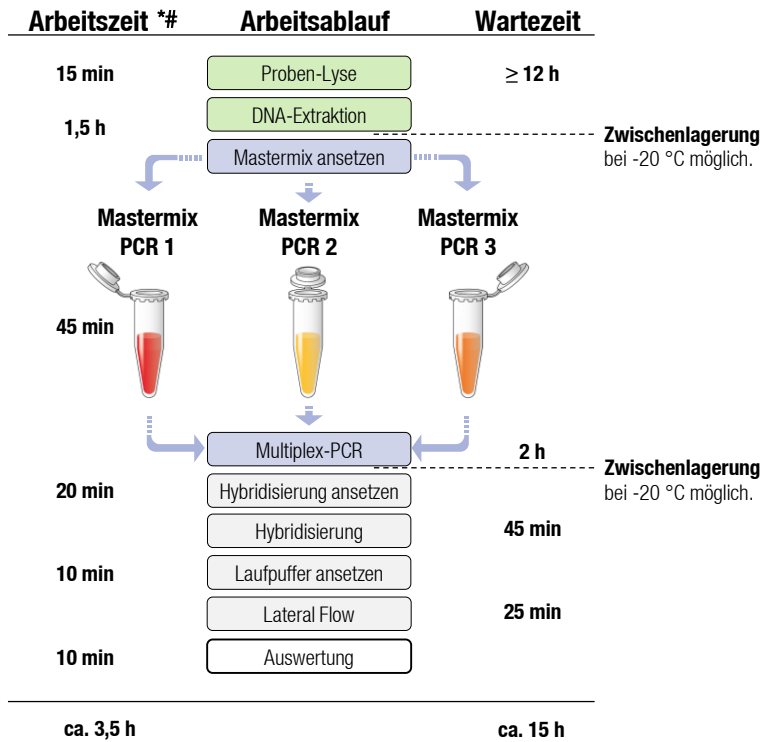 Arbeitszeit *# Arbeitsablauf Wartezeit
15 min Proben-Lyse ≥ 12 h
1,5 h DNA-Extraktion
Zwischenlagerung
bei -20 °C möglich.
Mastermix ansetzen
Mastermix Mastermix Mastermix
PCR 1 PCR 2 PCR 3
45 min
Multiplex-PCR 2 h
Zwischenlagerung
bei -20 °C möglich.
20 min Hybridisierung ansetzen
Hybridisierung 45 min
10 min Laufpuffer ansetzen
Lateral Flow 25 min
10 min Auswertung
ca. 3,5 h ca. 15 h